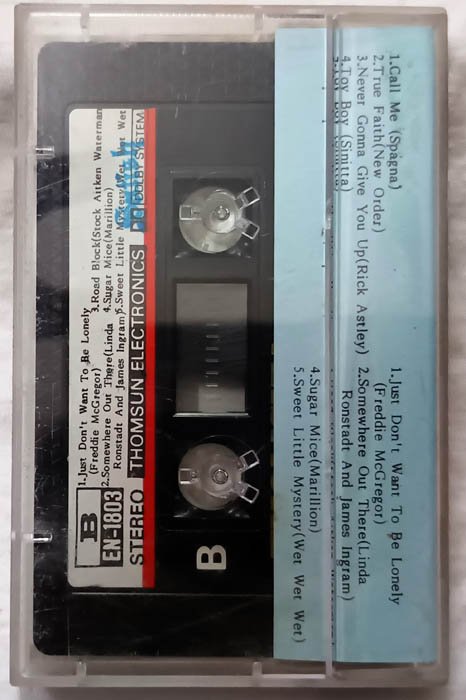 1.Call Me (Spagna)
2.True Faith(New Order)
3.Never Gonna Give You Up(Rick Astley)
4.Toy Boy (Sinitta)
1.Just Don't Want To Be Lonely
(Freddie McGregor)
2.Somewhere Out There(Linda
Ronstadt And James Ingram)
4.Sugar Mice(Marillion)
5.Sweet Little Mystery(Wet Wet Wet)
1.Just Don't Want To Be Lonely
(Freddie McGregor)
2.Somewhere Out There(Linda
Ronstadt And James Ingram)
3.Road Block(Stock Aitken Waterman
4.Sugar Mice(Marillion)
5.Sweet Little Mystery(Wet Wet Wet
B
EN-1803
STEREO THOMSUN ELECTRONICS DOLBY SYSTEM
B